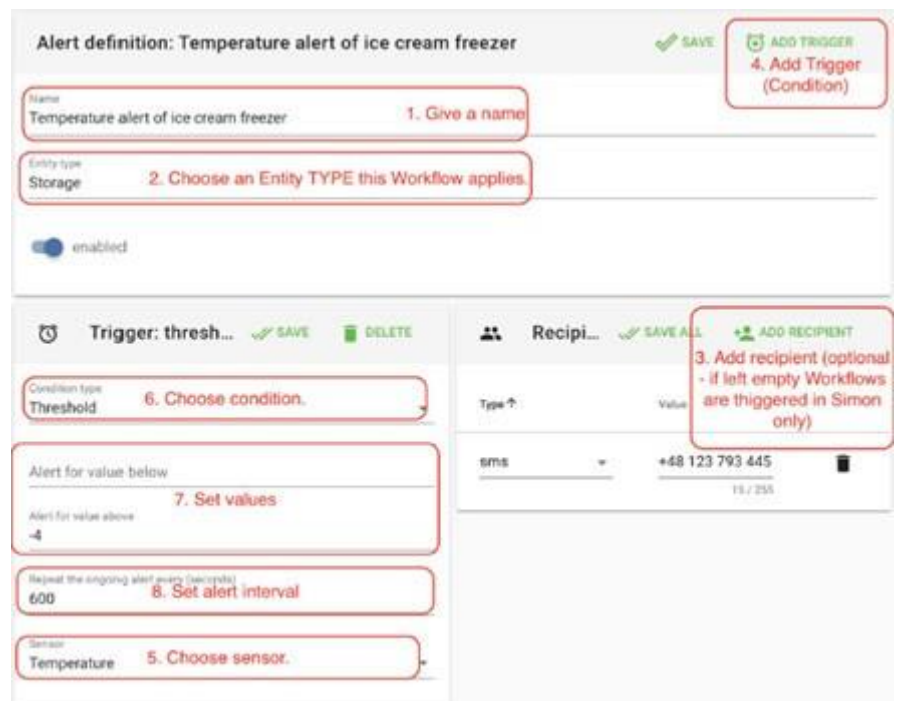 Alert definition: Temperature alert of ice cream freezer
SAVE
ADD TRIGGER
4. Add Trigger
(Condition)
Name
Temperature alert of ice cream freezer
1. Give a name
Entity type
Storage
2. Choose an Entity TYPE this Workflow applies.
enabled
Trigger: thresh...
SAVE
DELETE
Condition type
Threshold
6. Choose condition.
Alert for value below
7. Set values
Alert for value above
-4
Repeat the ongoing alert every (seconds)
600
8. Set alert interval
Sensor
Temperature
5. Choose sensor.
Recipi...
SAVE ALL
ADD RECIPIENT
3. Add recipient (optional
- if left empty Workflows
are thiggered in Simon
only)
Type
Value
sms
+48 123 793 445
15 / 255